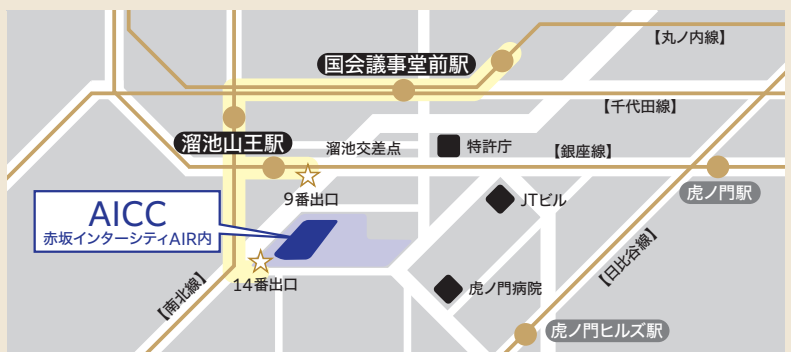 【丸ノ内線】
国会議事堂前駅
【千代田線】
溜池山王駅
溜池交差点
特許庁
【銀座線】
虎ノ門駅
9番出口
JTビル
AICC
赤坂インターシティAIR内
【日比谷線】
14番出口
虎ノ門病院
【南北線】
虎ノ門ヒルズ駅